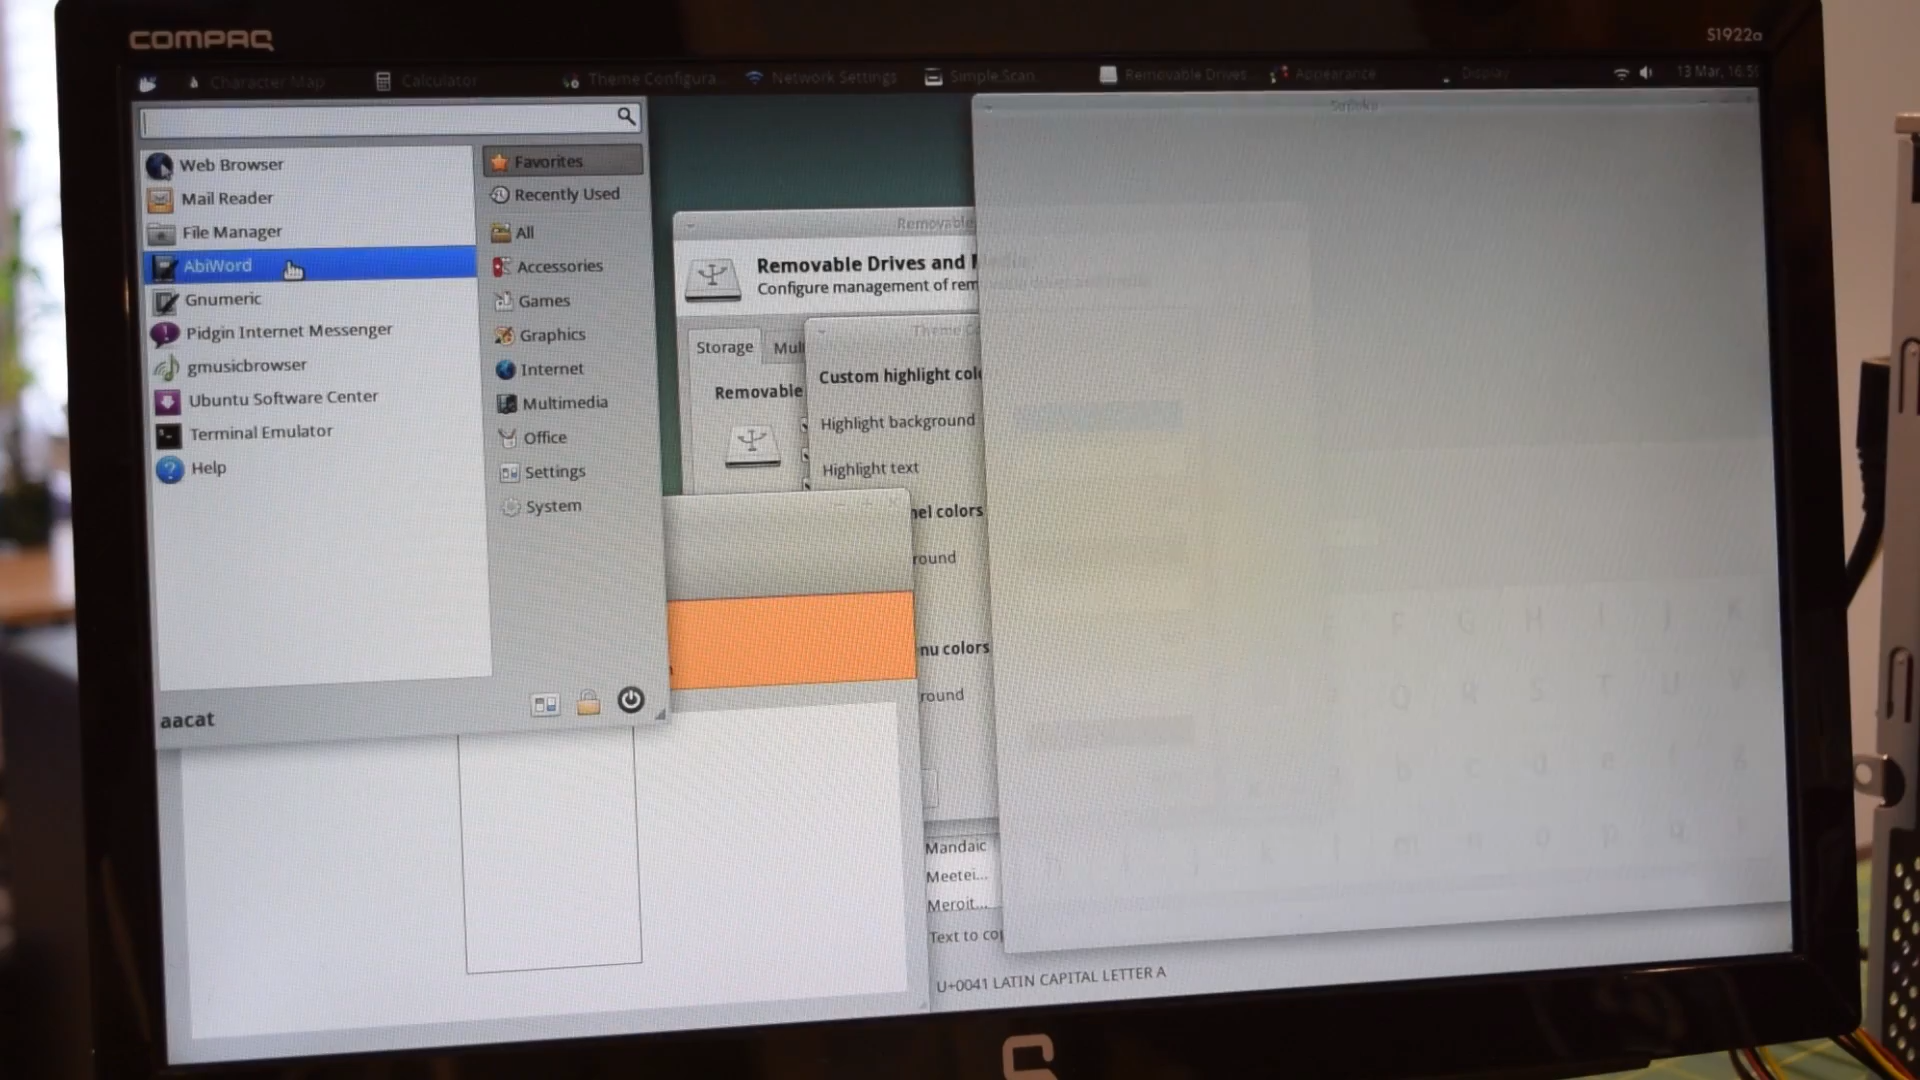 COMPAQ
S1922a
Character Map
Calculator
Theme Configura...
Network Settings
Simple Scan
Removable Drives...
Appearance
Display
13 Mar, 16:5
Web Browser
Mail Reader
File Manager
AbiWord
Gnumeric
Pidgin Internet Messenger
gmusicbrowser
Ubuntu Software Center
Terminal Emulator
Help
aacat
Favorites
Recently Used
All
Accessories
Games
Graphics
Internet
Multimedia
Office
Settings
System
Removable
Removable Drives and
Configure management of rem
Storage
Mul
Removable
Theme C
Custom highlight col
Highlight background
Highlight text
nel colors
round
nu colors
round
Mandaic
Meetei...
Meroit...
Text to co
U+0041 LATIN CAPITAL LETTER A
F G H I J K
Q R S T U V
b c d e f g
k l m n o p q